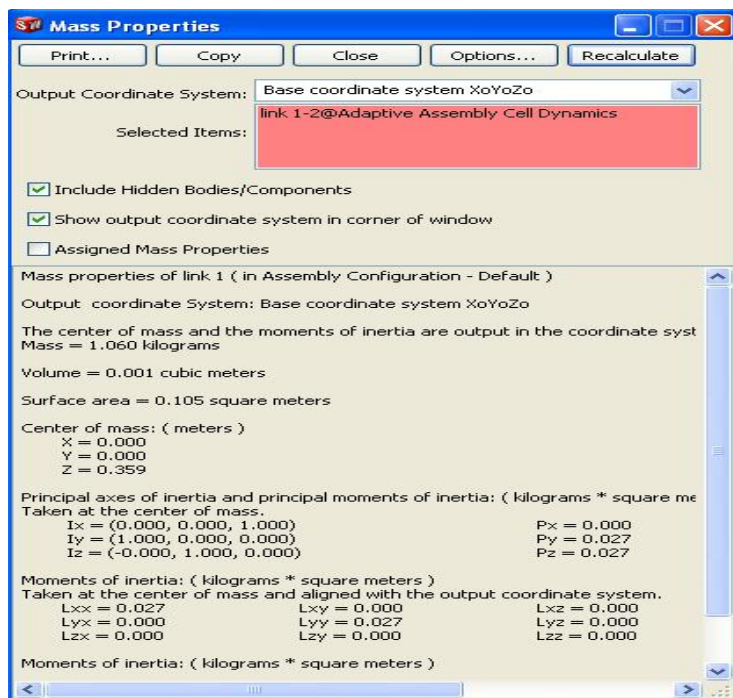 Mass Properties
Print... Copy Close Options... Recalculate
Output Coordinate System: Base coordinate system XoYoZo
Selected Items: link 1-2@Adaptive Assembly Cell Dynamics
Include Hidden Bodies/Components
Show output coordinate system in corner of window
Assigned Mass Properties
Mass properties of link 1 ( in Assembly Configuration - Default )
Output coordinate System: Base coordinate system XoYoZo
The center of mass and the moments of inertia are output in the coordinate syst
Mass = 1.060 kilograms
Volume = 0.001 cubic meters
Surface area = 0.105 square meters
Center of mass: ( meters )
X = 0.000
Y = 0.000
Z = 0.359
Principal axes of inertia and principal moments of inertia: ( kilograms * square me
Taken at the center of mass.
Ix = (0.000, 0.000, 1.000) Px = 0.000
Iy = (1.000, 0.000, 0.000) Py = 0.027
Iz = (-0.000, 1.000, 0.000) Pz = 0.027
Moments of inertia: ( kilograms * square meters )
Taken at the center of mass and aligned with the output coordinate system.
Lxx = 0.027 Lxy = 0.000 Lxz = 0.000
Lyx = 0.000 Lyy = 0.027 Lyz = 0.000
Lzx = 0.000 Lzy = 0.000 Lzz = 0.000
Moments of inertia: ( kilograms * square meters )